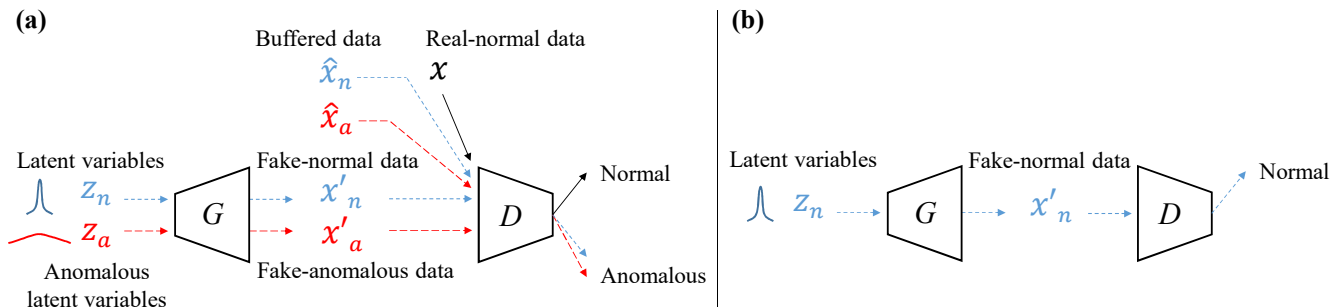 (a)
Buffered data
Real-normal data
x̂ₙ
x
x̂ₐ
Latent variables
Fake-normal data
Normal
zₙ
G
x'ₙ
D
zₐ
x'ₐ
Anomalous
latent variables
Fake-anomalous data
Anomalous
(b)
Latent variables
Fake-normal data
Normal
zₙ
G
x'ₙ
D